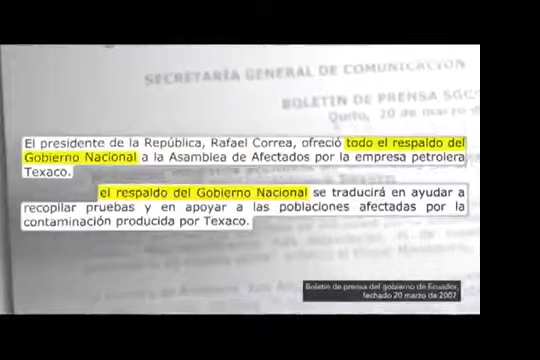 SECRETARÍA GENERAL DE COMUNICACIÓN
BOLETIN DE PRENSA SGC
Quito, 20 de marzo d
El presidente de la República, Rafael Correa, ofreció todo el respaldo del
Gobierno Nacional a la Asamblea de Afectados por la empresa petrolera
Texaco.
el respaldo del Gobierno Nacional se traducirá en ayudar a
recopilar pruebas y en apoyar a las poblaciones afectadas por la
contaminación producida por Texaco.
Boletín de prensa del gobierno de Ecuador,
fechado 20 marzo de 2007